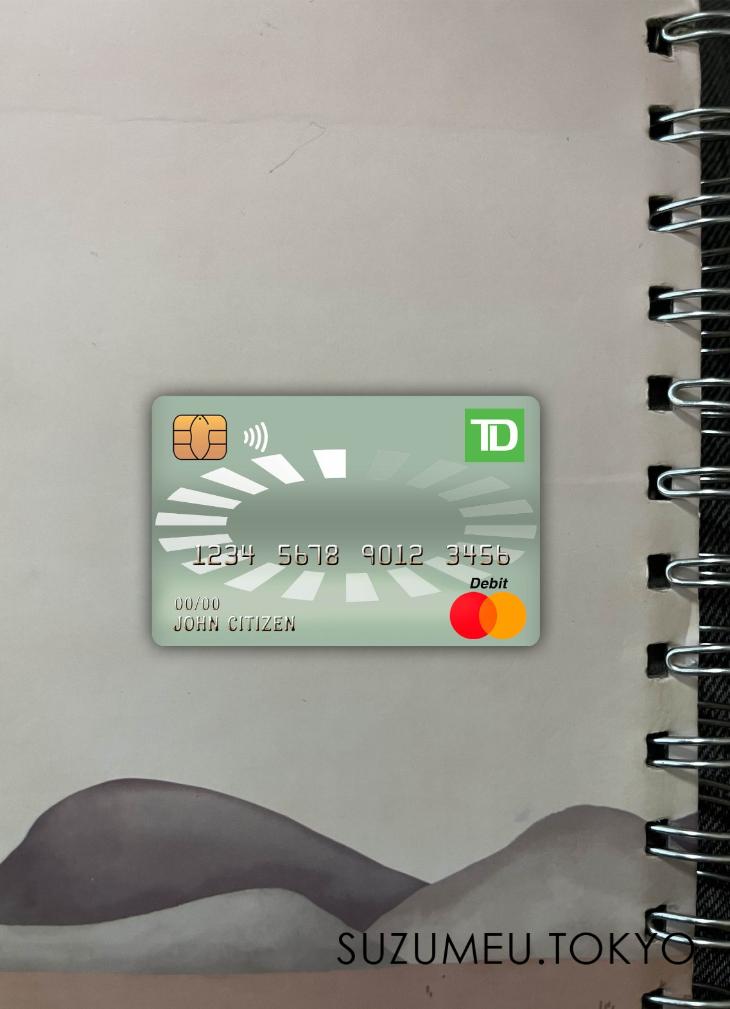 TD
1234 5678 9012 3456
Debit
00/00
JOHN CITIZEN
SUZUMEU.TOKYO